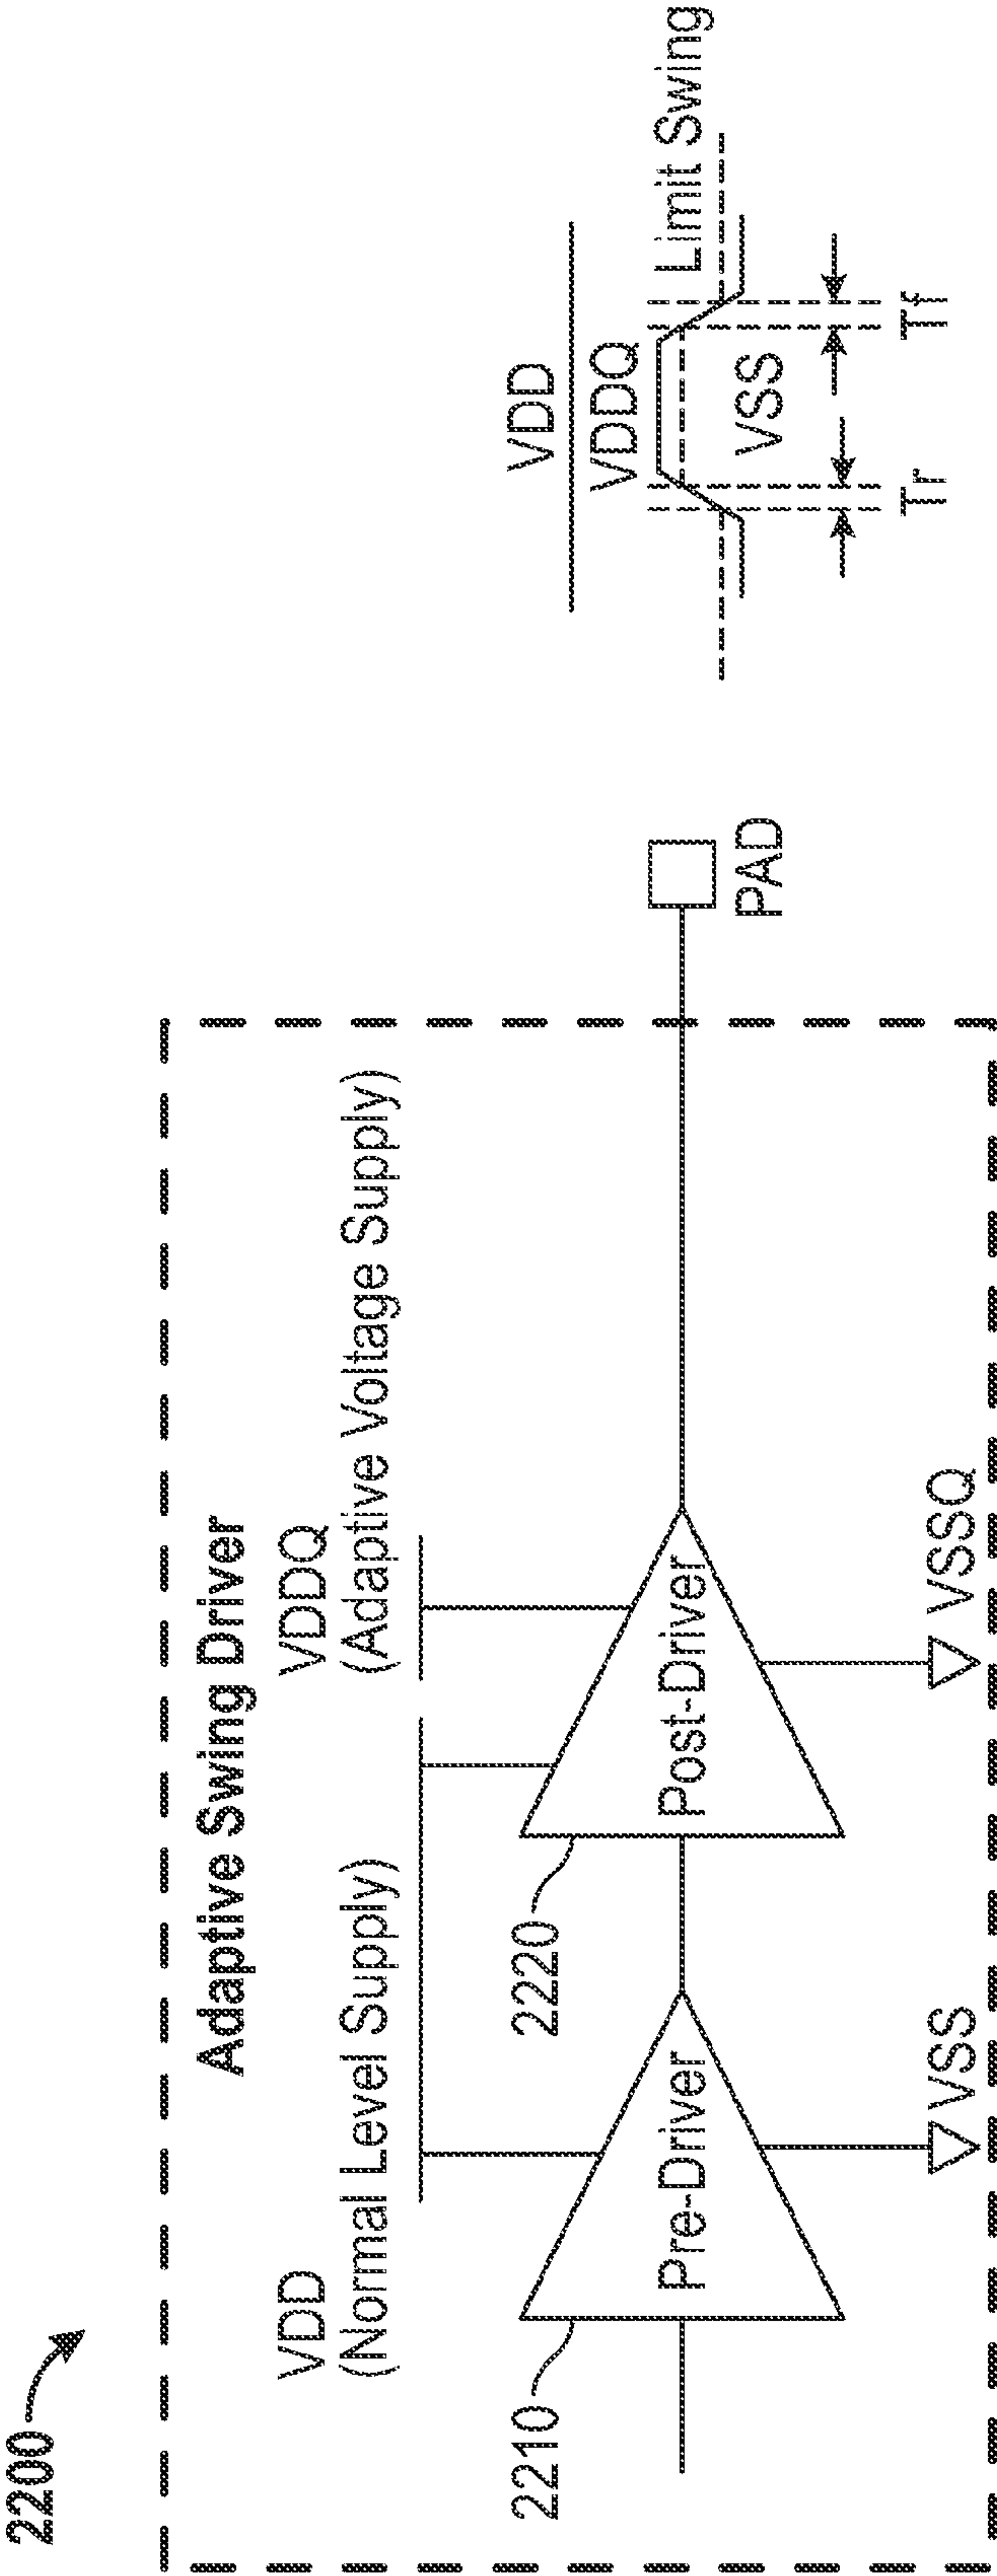 2200
Adaptive Swing Driver
VDD
(Normal Level Supply)
VDDQ
(Adaptive Voltage Supply)
2210
Pre-Driver
2220
Post-Driver
VSS
VSSQ
PAD
VDD
VDDQ
Limit Swing
VSS
Tr
Tf